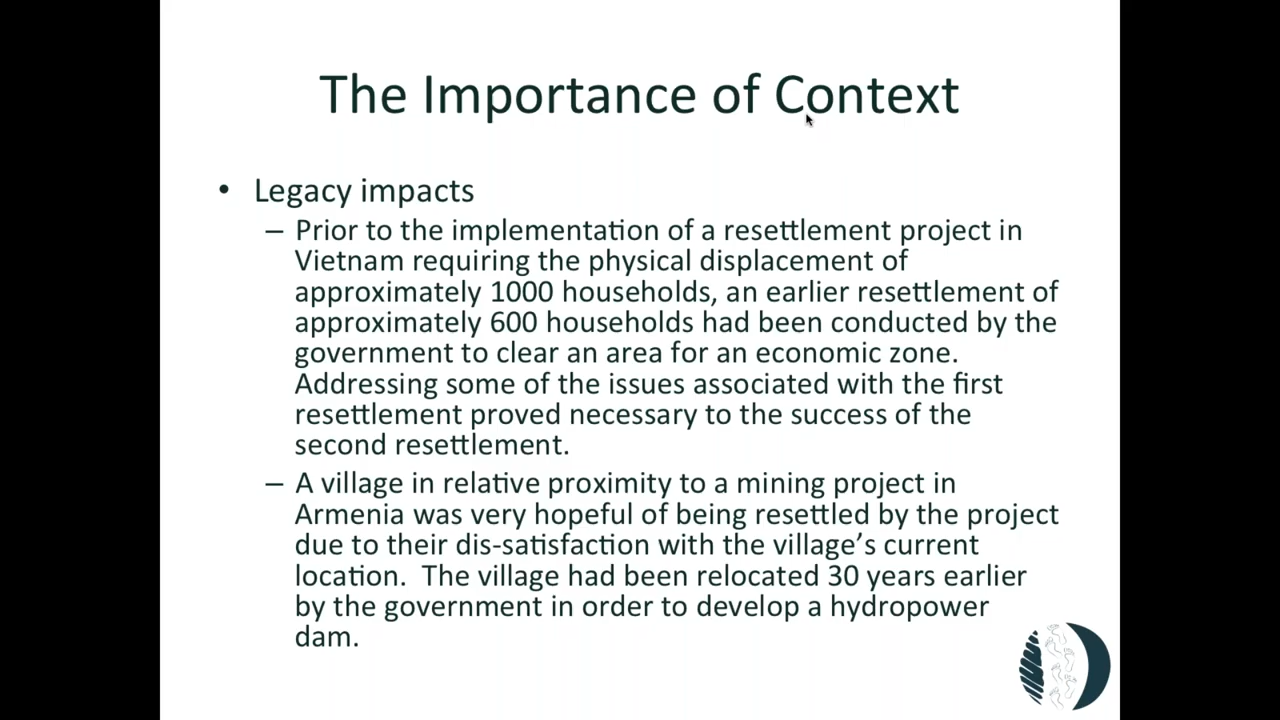 The Importance of Context
• Legacy impacts
– Prior to the implementation of a resettlement project in
Vietnam requiring the physical displacement of
approximately 1000 households, an earlier resettlement of
approximately 600 households had been conducted by the
government to clear an area for an economic zone.
Addressing some of the issues associated with the first
resettlement proved necessary to the success of the
second resettlement.
– A village in relative proximity to a mining project in
Armenia was very hopeful of being resettled by the project
due to their dis-satisfaction with the village’s current
location.  The village had been relocated 30 years earlier
by the government in order to develop a hydropower
dam.